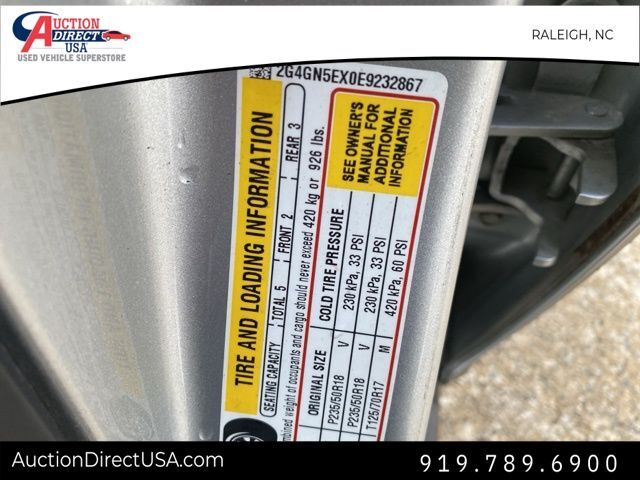 AUCTION
DIRECT
USA
USED VEHICLE SUPERSTORE
RALEIGH, NC
2G4GN5EX0E9232867
TIRE AND LOADING INFORMATION
SEATING CAPACITY TOTAL 5 FRONT 2 REAR 3
mbined weight of occupants and cargo should never exceed 420 kg or 926 lbs.
ORIGINAL SIZE COLD TIRE PRESSURE
P235/50R18 V 230 kPa, 33 PSI
P235/50R18 V 230 kPa, 33 PSI
T125/70R17 M 420 kPa, 60 PSI
SEE OWNER'S
MANUAL FOR
ADDITIONAL
INFORMATION
AuctionDirectUSA.com
919.789.6900